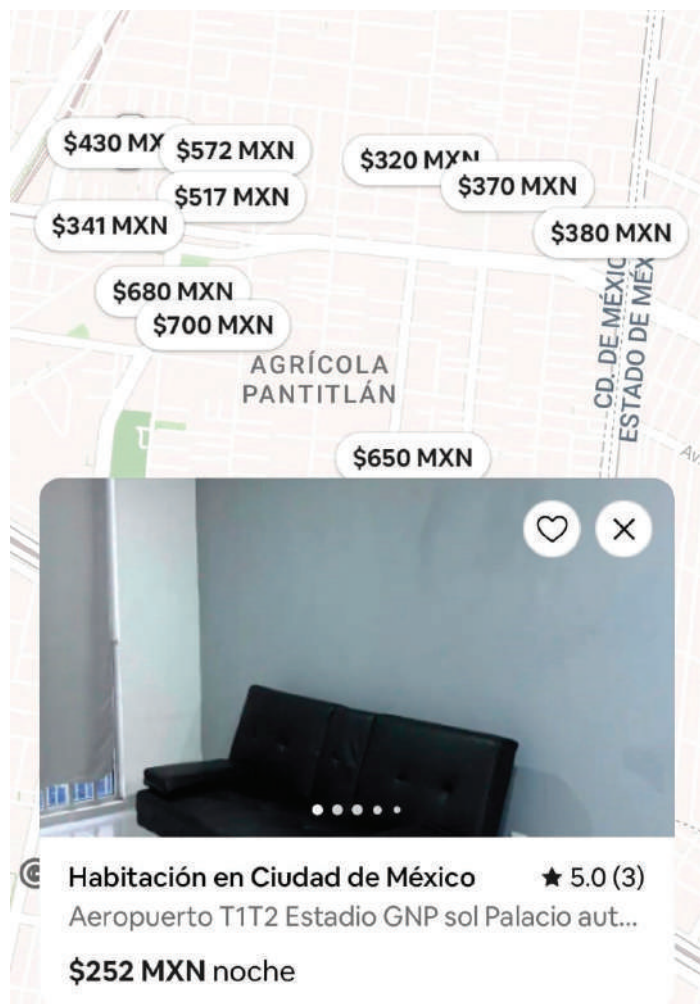 $430 MX
$572 MXN
$320 MXN
$370 MXN
$517 MXN
$341 MXN
$380 MXN
$680 MXN
$700 MXN
CD. DE MÉXIC
ESTADO DE MÉX
AGRÍCOLA
PANTITLÁN
Av.
$650 MXN
Habitación en Ciudad de México ★ 5.0 (3)
Aeropuerto T1T2 Estadio GNP sol Palacio aut...
$252 MXN noche